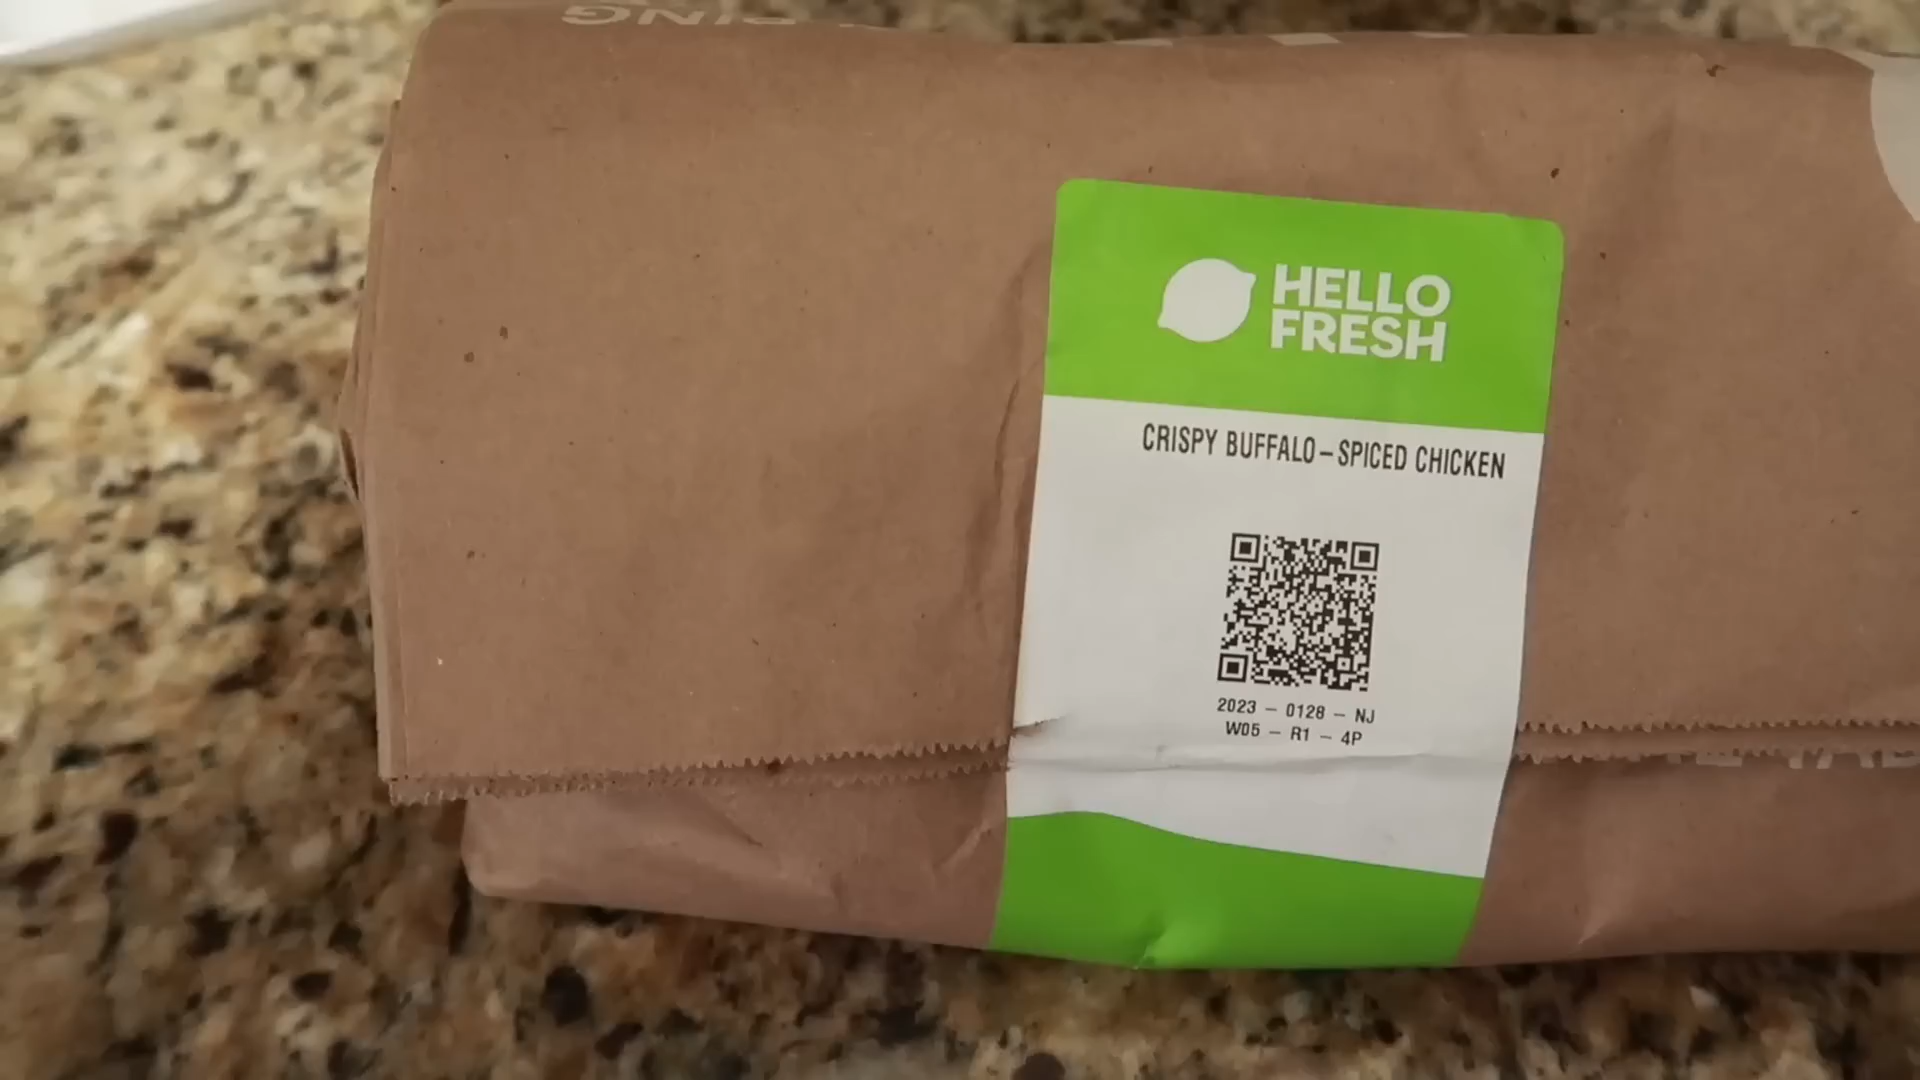 HELLO
FRESH
CRISPY BUFFALO-SPICED CHICKEN
2023 - 0128 - NJ
W05 - R1 - 4P